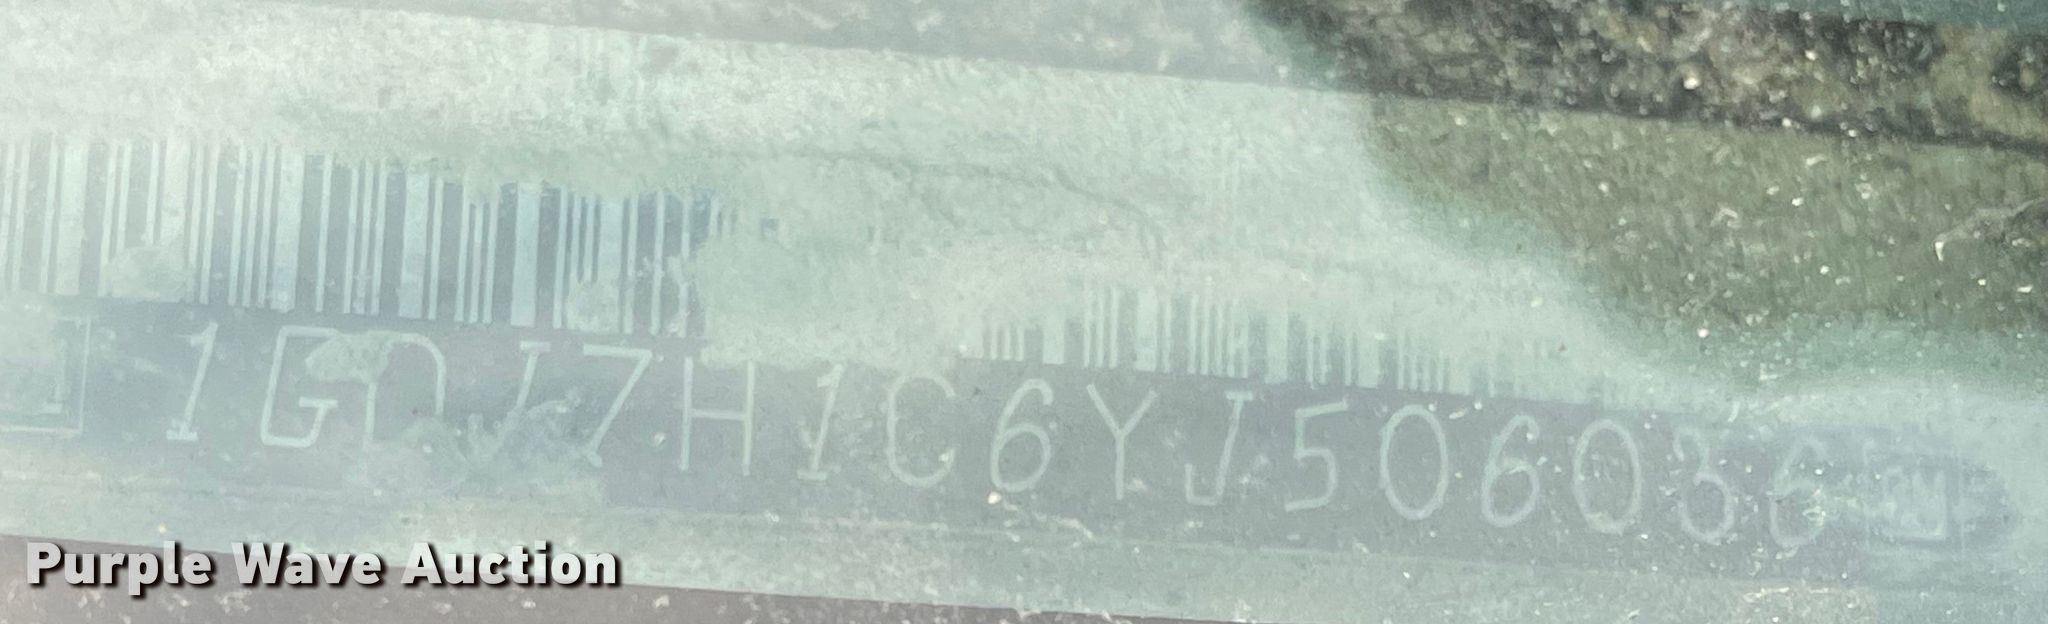 1GDJ7H1C6YJ506036
Purple Wave Auction